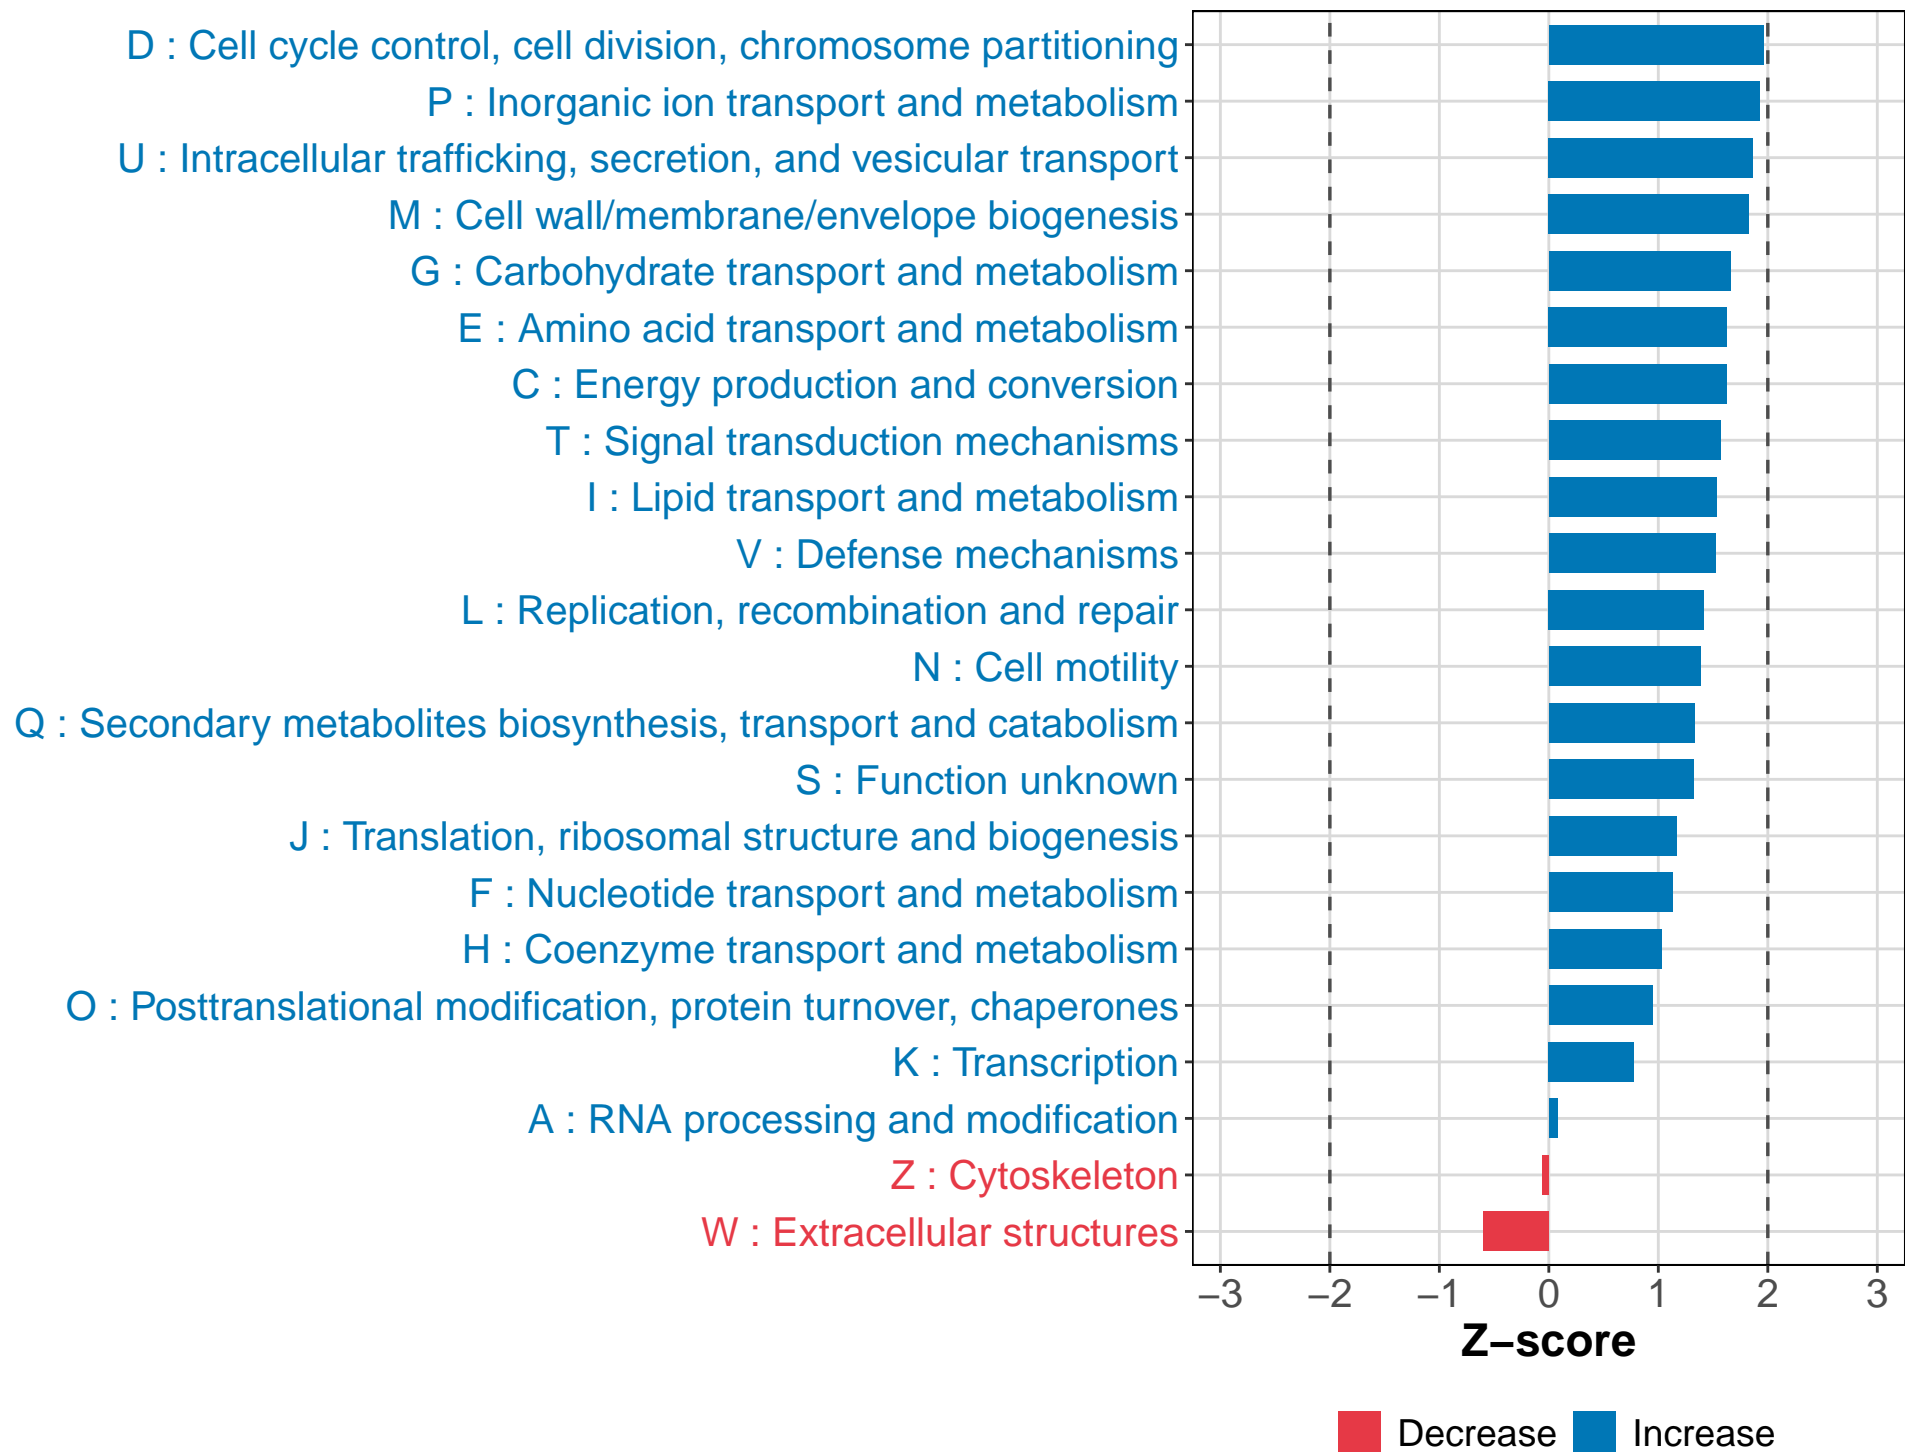 D : Cell cycle control, cell division, chromosome partitioning
P : Inorganic ion transport and metabolism
U : Intracellular trafficking, secretion, and vesicular transport
M : Cell wall/membrane/envelope biogenesis
G : Carbohydrate transport and metabolism
E : Amino acid transport and metabolism
C : Energy production and conversion
T : Signal transduction mechanisms
I : Lipid transport and metabolism
V : Defense mechanisms
L : Replication, recombination and repair
N : Cell motility
Q : Secondary metabolites biosynthesis, transport and catabolism
S : Function unknown
J : Translation, ribosomal structure and biogenesis
F : Nucleotide transport and metabolism
H : Coenzyme transport and metabolism
O : Posttranslational modification, protein turnover, chaperones
K : Transcription
A : RNA processing and modification
Z : Cytoskeleton
W : Extracellular structures
−3 −2 −1 0 1 2 3
Z−score
Decrease Increase